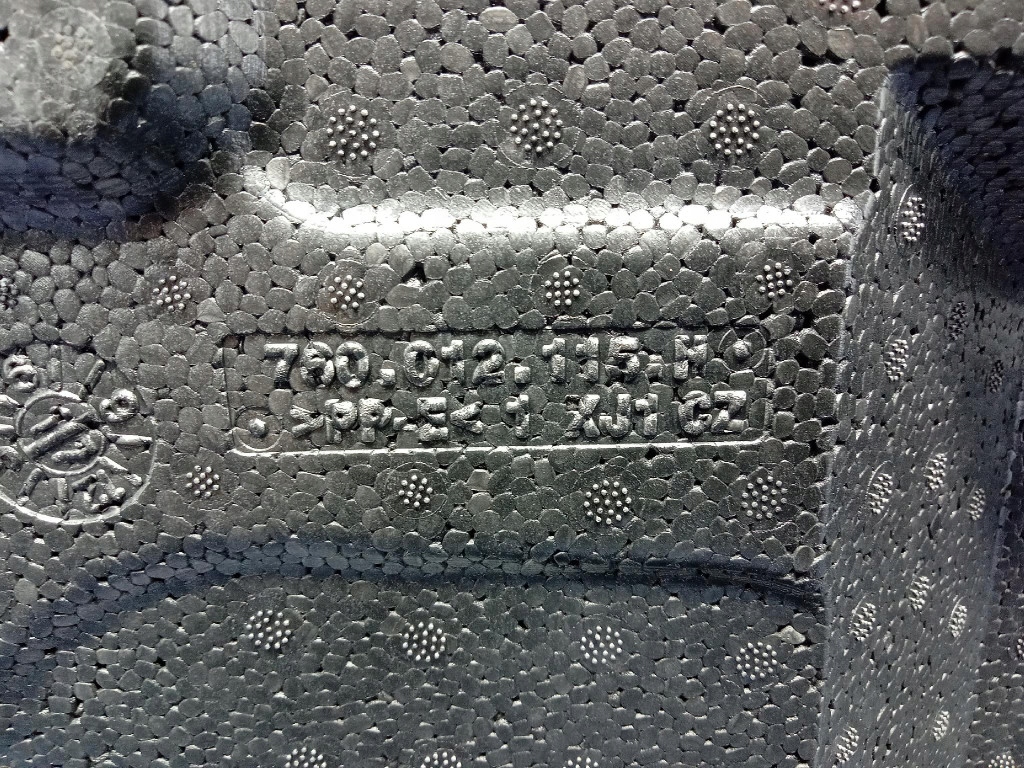 760.012.115.H
>PP-E< 1 XJ1 CZ